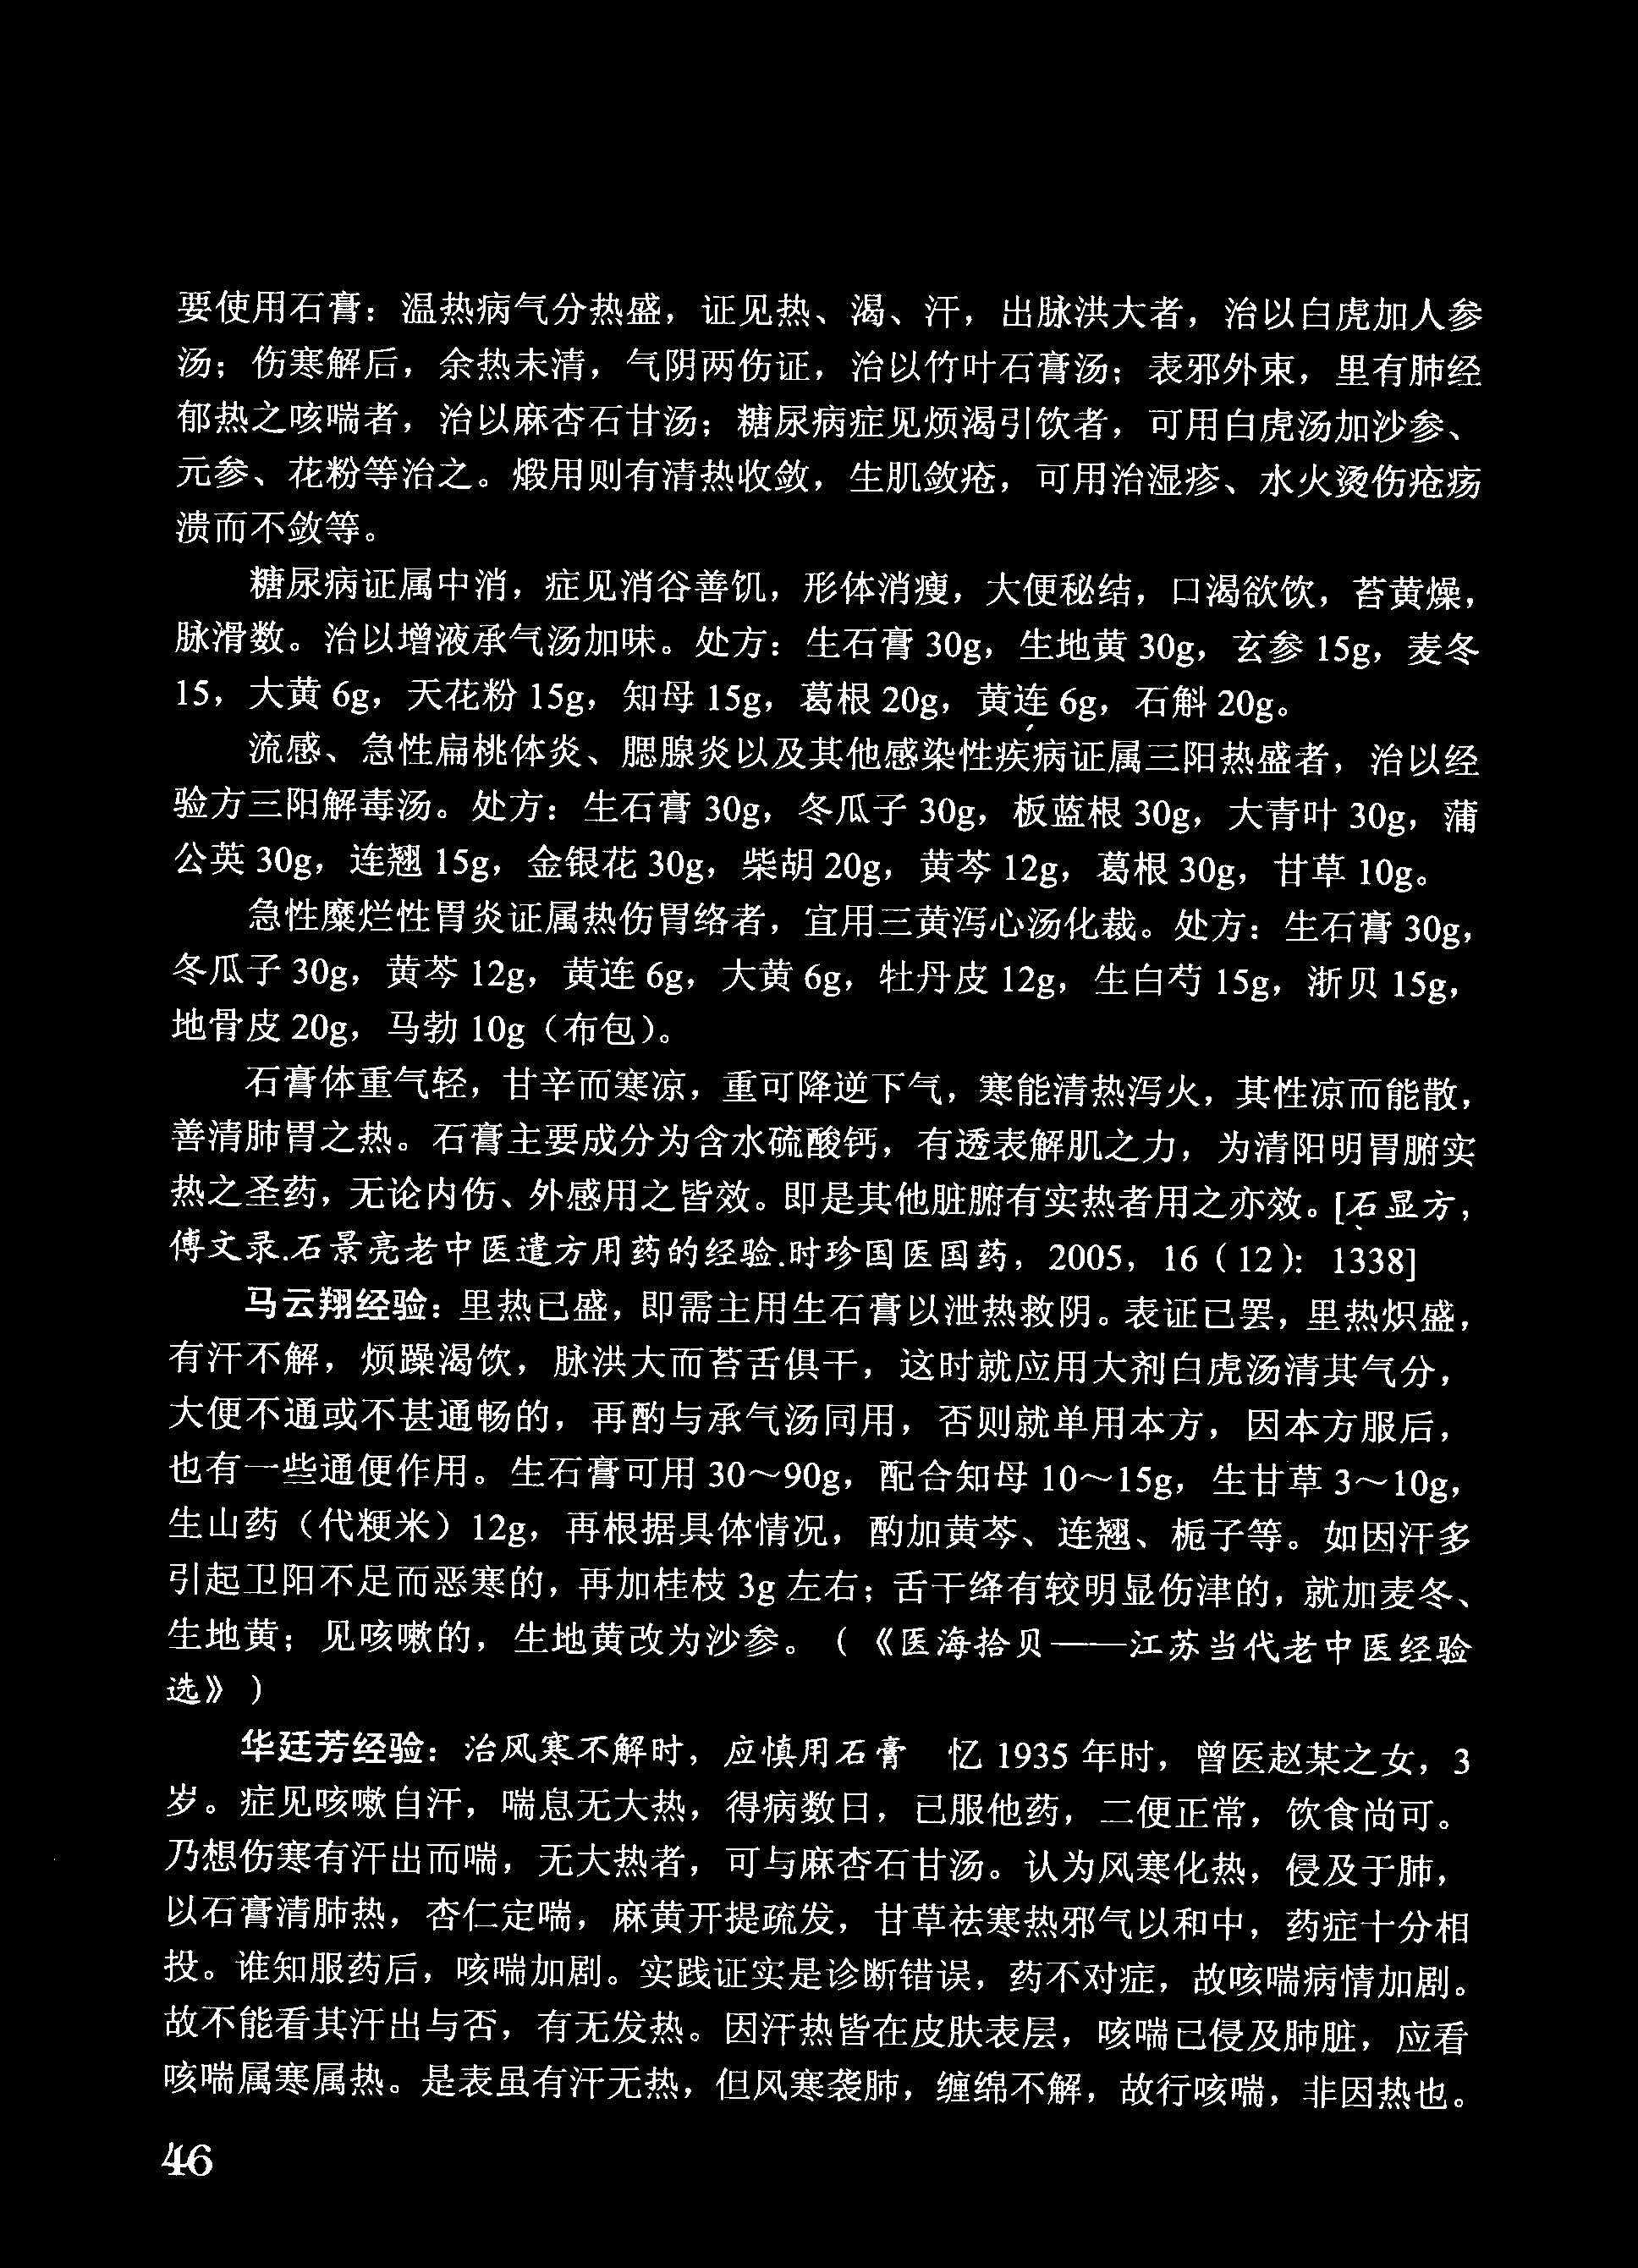 要使用石膏：温热病气分热盛，证见热、渴、汗，出脉洪大者，治以白虎加人参
汤；伤寒解后，余热未清，气阴两伤证，治以竹叶石膏汤；表邪外束，里有肺经
郁热之咳喘者，治以麻杏石甘汤；糖尿病症见烦渴引饮者，可用白虎汤加沙参、
元参、花粉等治之。煅用则有清热收敛，生肌敛疮，可用治湿疹、水火烫伤疮疡
溃而不敛等。
糖尿病证属中消，症见消谷善饥，形体消瘦，大便秘结，口渴欲饮，苔黄燥，
脉滑数。治以增液承气汤加味。处方：生石膏 30g，生地黄 30g，玄参 15g，麦冬
15，大黄 6g，天花粉 15g，知母 15g，葛根 20g，黄连 6g，石斛 20g。
流感、急性扁桃体炎、腮腺炎以及其他感染性疾病证属三阳热盛者，治以经
验方三阳解毒汤。处方：生石膏 30g，冬瓜子 30g，板蓝根 30g，大青叶 30g，蒲
公英 30g，连翘 15g，金银花 30g，柴胡 20g，黄芩 12g，葛根 30g，甘草 10g。
急性糜烂性胃炎证属热伤胃络者，宜用三黄泻心汤化裁。处方：生石膏 30g，
冬瓜子 30g，黄芩 12g，黄连 6g，大黄 6g，牡丹皮 12g，生白芍 15g，浙贝 15g，
地骨皮 20g，马勃 10g（布包）。
石膏体重气轻，甘辛而寒凉，重可降逆下气，寒能清热泻火，其性凉而能散，
善清肺胃之热。石膏主要成分为含水硫酸钙，有透表解肌之力，为清阳明胃腑实
热之圣药，无论内伤、外感用之皆效。即是其他脏腑有实热者用之亦效。[石显方，
傅文录.石景亮老中医遣方用药的经验.时珍国医国药，2005，16（12）：1338]
马云翔经验：里热已盛，即需主用生石膏以泄热救阴。表证已罢，里热炽盛，
有汗不解，烦躁渴饮，脉洪大而苔舌俱干，这时就应用大剂白虎汤清其气分，
大便不通或不甚通畅的，再酌与承气汤同用，否则就单用本方，因本方服后，
也有一些通便作用。生石膏可用 30～90g，配合知母 10～15g，生甘草 3～10g，
生山药（代粳米）12g，再根据具体情况，酌加黄芩、连翘、栀子等。如因汗多
引起卫阳不足而恶寒的，再加桂枝 3g 左右；舌干绛有较明显伤津的，就加麦冬、
生地黄；见咳嗽的，生地黄改为沙参。（《医海拾贝——江苏当代老中医经验
选》）
华廷芳经验：治风寒不解时，应慎用石膏　忆 1935 年时，曾医赵某之女，3
岁。症见咳嗽自汗，喘息无大热，得病数日，已服他药，二便正常，饮食尚可。
乃想伤寒有汗出而喘，无大热者，可与麻杏石甘汤。认为风寒化热，侵及于肺，
以石膏清肺热，杏仁定喘，麻黄开提疏发，甘草祛寒热邪气以和中，药症十分相
投。谁知服药后，咳喘加剧。实践证实是诊断错误，药不对症，故咳喘病情加剧。
故不能看其汗出与否，有无发热。因汗热皆在皮肤表层，咳喘已侵及肺脏，应看
咳喘属寒属热。是表虽有汗无热，但风寒袭肺，缠绵不解，故行咳喘，非因热也。
46